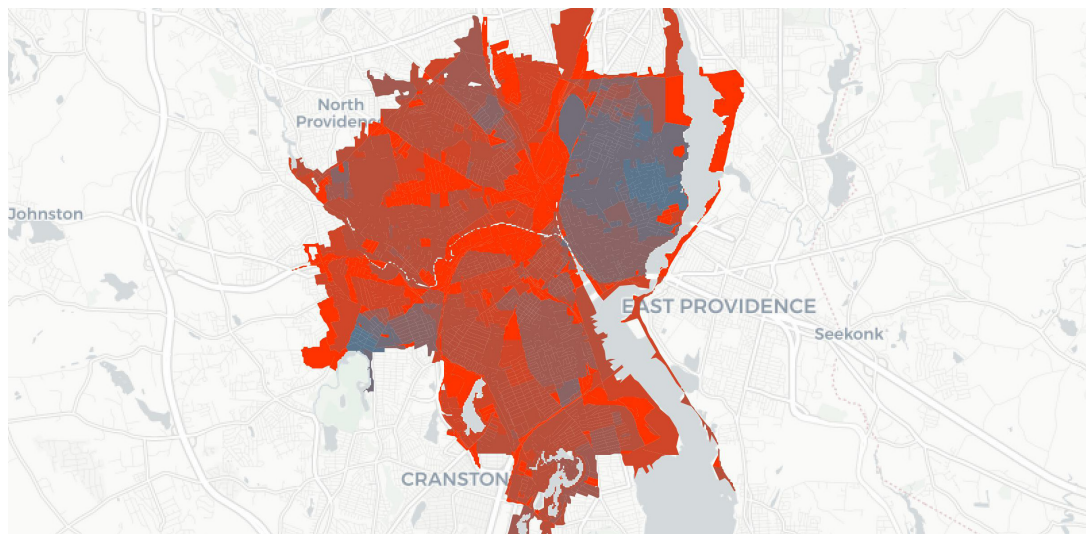 North
Providence
Johnston
EAST PROVIDENCE
Seekonk
CRANSTON